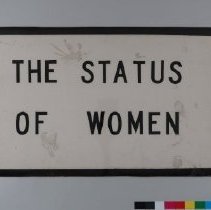 THE STATUS
OF WOMEN